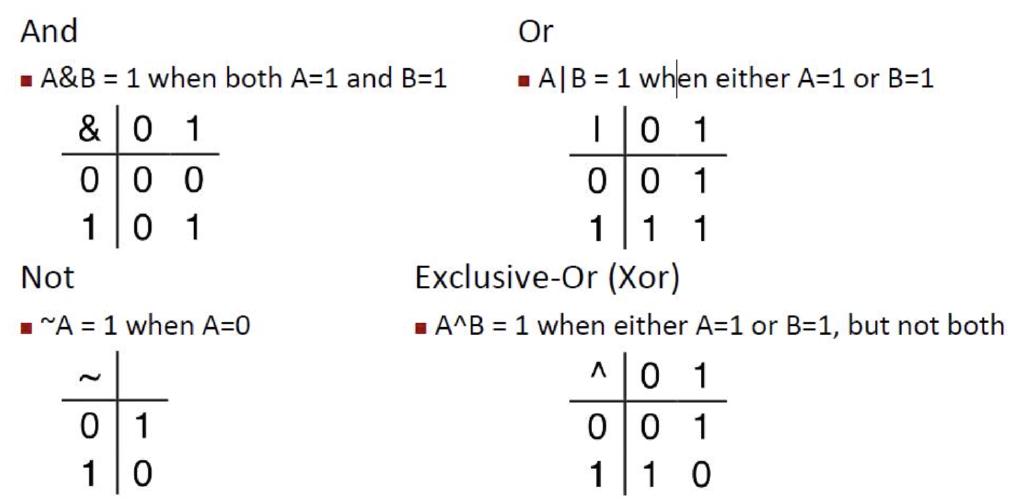 And
▪ A&B = 1 when both A=1 and B=1
& 0 1
0 0 0
1 0 1
Or
▪ A|B = 1 when either A=1 or B=1
| 0 1
0 0 1
1 1 1
Not
▪ ~A = 1 when A=0
~
0 1
1 0
Exclusive-Or (Xor)
▪ A^B = 1 when either A=1 or B=1, but not both
^ 0 1
0 0 1
1 1 0